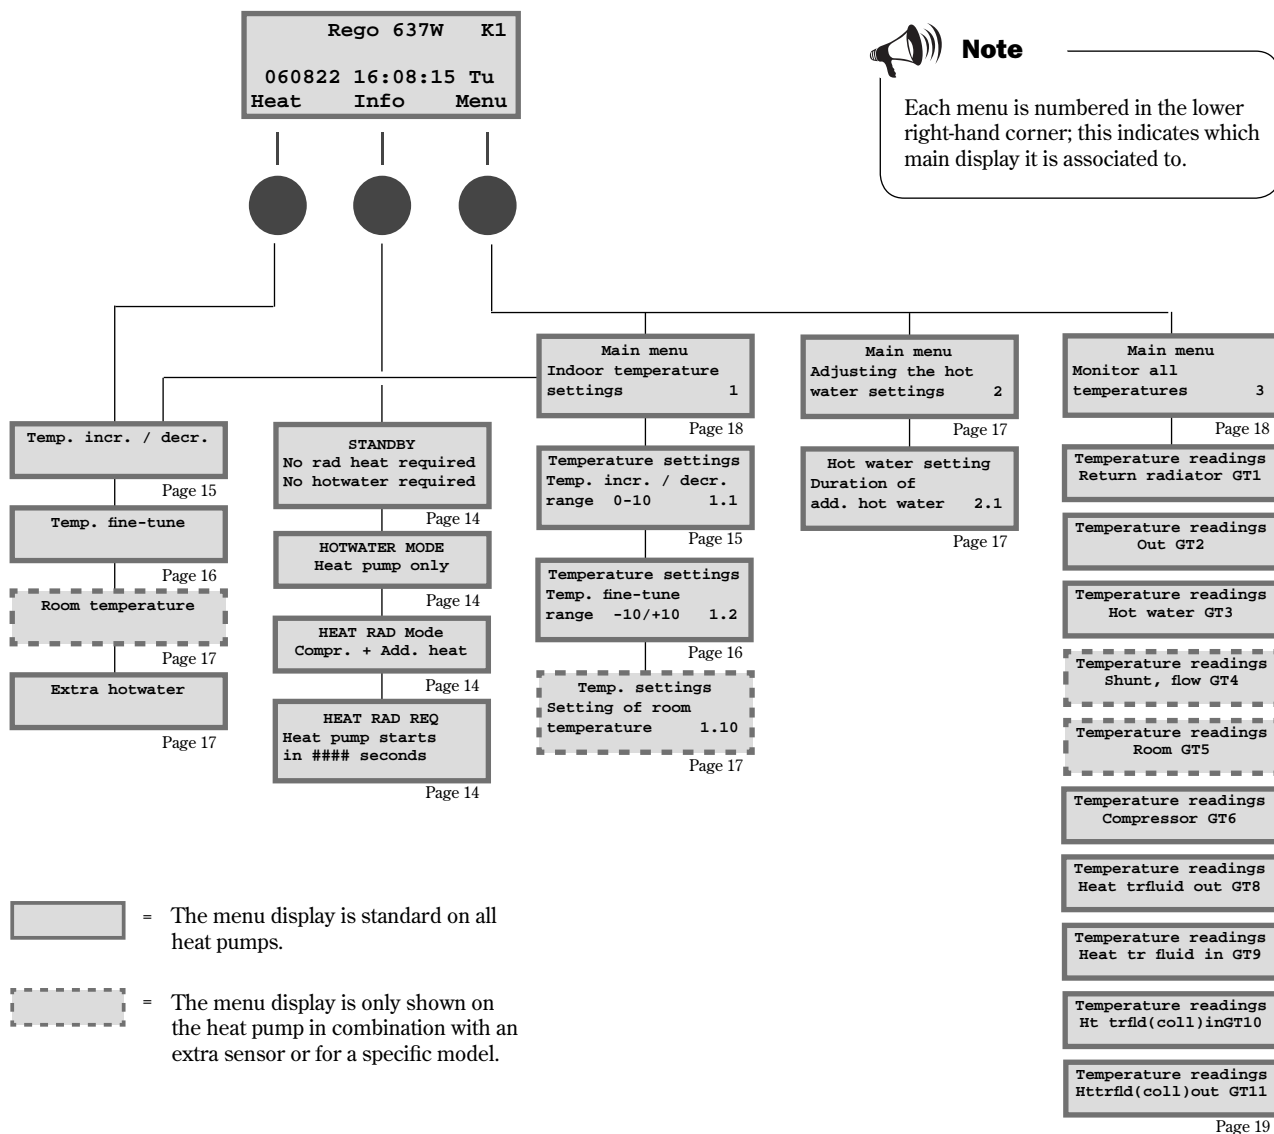 Rego 637W K1
060822 16:08:15 Tu
Heat Info Menu
Note
Each menu is numbered in the lower
right-hand corner; this indicates which
main display it is associated to.
Temp. incr. / decr.
Page 15
Temp. fine-tune
Page 16
Room temperature
Page 17
Extra hotwater
Page 17
STANDBY
No rad heat required
No hotwater required
Page 14
HOTWATER MODE
Heat pump only
Page 14
HEAT RAD Mode
Compr. + Add. heat
Page 14
HEAT RAD REQ
Heat pump starts
in #### seconds
Page 14
Main menu
Indoor temperature
settings 1
Page 18
Temperature settings
Temp. incr. / decr.
range 0-10 1.1
Page 15
Temperature settings
Temp. fine-tune
range -10/+10 1.2
Page 16
Temp. settings
Setting of room
temperature 1.10
Page 17
Main menu
Adjusting the hot
water settings 2
Page 17
Hot water setting
Duration of
add. hot water 2.1
Page 17
Main menu
Monitor all
temperatures 3
Page 18
Temperature readings
Return radiator GT1
Temperature readings
Out GT2
Temperature readings
Hot water GT3
Temperature readings
Shunt, flow GT4
Temperature readings
Room GT5
Temperature readings
Compressor GT6
Temperature readings
Heat trfluid out GT8
Temperature readings
Heat tr fluid in GT9
Temperature readings
Ht trfld(coll)inGT10
Temperature readings
Httrfld(coll)out GT11
Page 19
= The menu display is standard on all
heat pumps.
= The menu display is only shown on
the heat pump in combination with an
extra sensor or for a specific model.